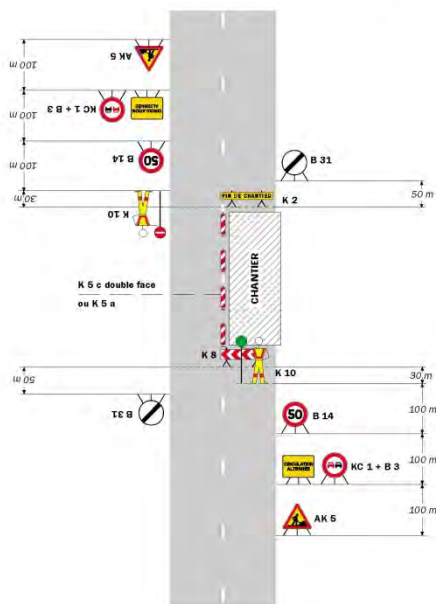 AK 5
100 m
KC 1 + B 3
CIRCULATION
ALTERNEE
100 m
B 14
50
100 m
B 31
K 10
30 m
FIN DE CHANTIER
K 2
50 m
K 5 c double face
ou K 5 a
CHANTIER
K 8
K 10
50 m
30 m
B 31
50
B 14
100 m
CIRCULATION
ALTERNEE
KC 1 + B 3
100 m
AK 5
100 m